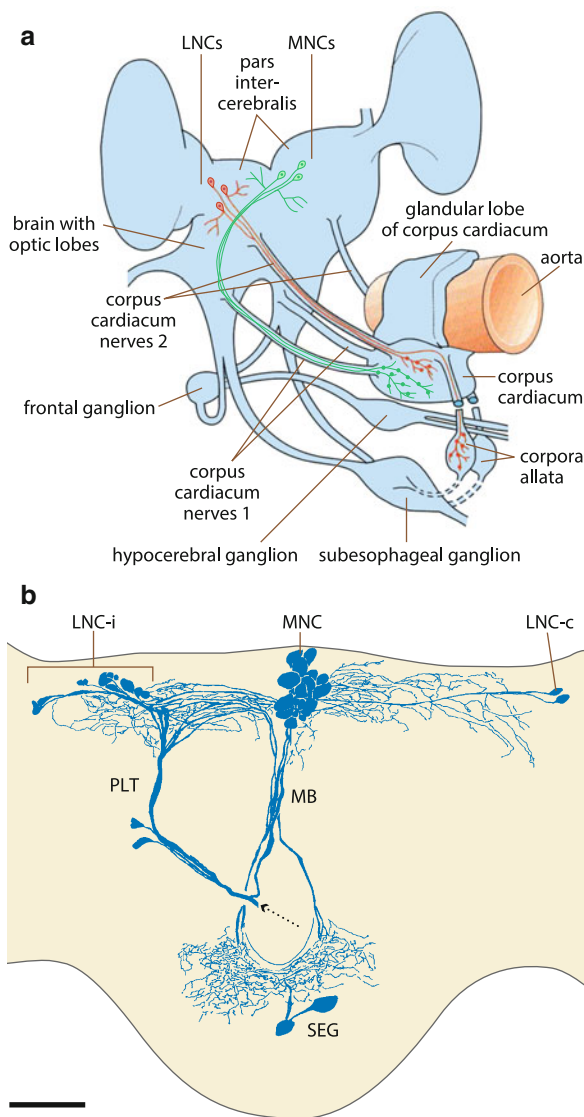 a
LNCs
MNCs
pars
inter-
cerebralis
glandular lobe
of corpus cardiacum
aorta
brain with
optic lobes
corpus
cardiacum
nerves 2
corpus
cardiacum
frontal ganglion
corpora
allata
corpus
cardiacum
nerves 1
hypocerebral ganglion
subesophageal ganglion
b
LNC-i
MNC
LNC-c
PLT
MB
SEG